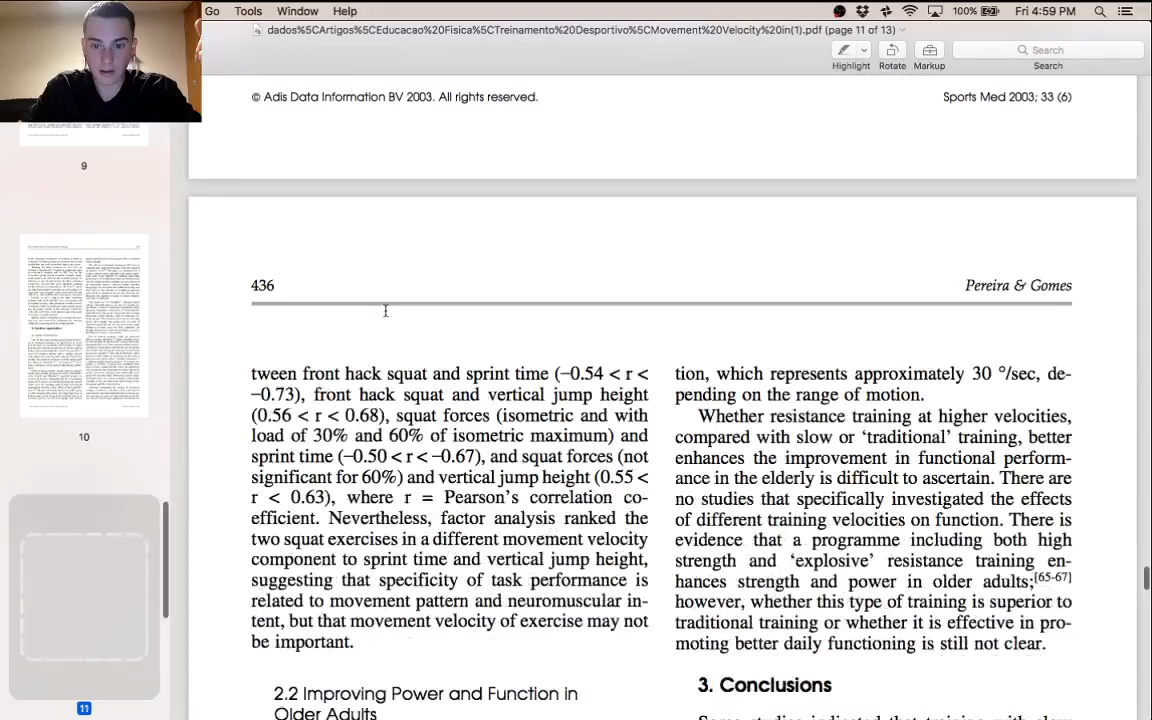 Go Tools Window Help
100% Fri 4:59 PM
dados%5CArtigos%5CEducacao%20Fisica%5CTreinamento%20Desportivo%5CMovement%20Velocity%20in(1).pdf (page 11 of 13)
Search
Highlight Rotate Markup Search
© Adis Data Information BV 2003. All rights reserved.
Sports Med 2003; 33 (6)
9
10
11
436
Pereira & Gomes
tween front hack squat and sprint time (−0.54 < r <
−0.73), front hack squat and vertical jump height
(0.56 < r < 0.68), squat forces (isometric and with
load of 30% and 60% of isometric maximum) and
sprint time (−0.50 < r < −0.67), and squat forces (not
significant for 60%) and vertical jump height (0.55 <
r < 0.63), where r = Pearson's correlation co-
efficient. Nevertheless, factor analysis ranked the
two squat exercises in a different movement velocity
component to sprint time and vertical jump height,
suggesting that specificity of task performance is
related to movement pattern and neuromuscular in-
tent, but that movement velocity of exercise may not
be important.
2.2 Improving Power and Function in
Older Adults
tion, which presents approximately 30 °/sec, de-
pending on the range of motion.
Whether resistance training at higher velocities,
compared with slow or 'traditional' training, better
enhances the improvement in functional perform-
ance in the elderly is difficult to ascertain. There are
no studies that specifically investigated the effects
of different training velocities on function. There is
evidence that a programme including both high
strength and 'explosive' resistance training en-
hances strength and power in older adults;[65-67]
however, whether this type of training is superior to
traditional training or whether it is effective in pro-
moting better daily functioning is still not clear.
3. Conclusions
Some studies indicated that training with slow